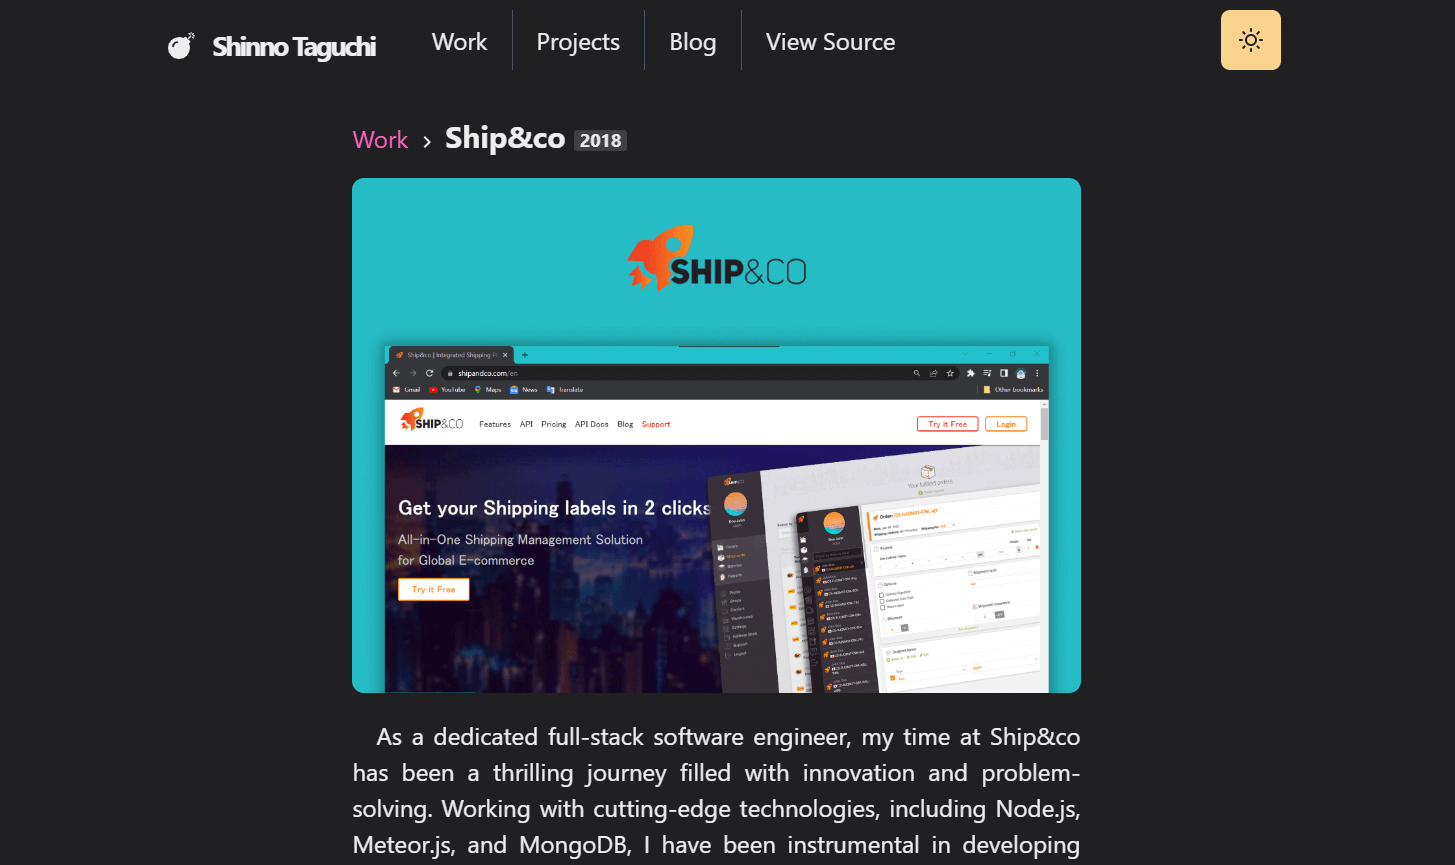 Shinno Taguchi
Work
Projects
Blog
View Source
Work › Ship&co 2018
SHIP&CO
Ship&co | Integrated Shipping Pl
shipandco.com/en
Gmail
YouTube
Maps
News
Translate
Other bookmarks
SHIP&CO
Features
API
Pricing
API Docs
Blog
Support
Try it Free
Login
Get your Shipping labels in 2 clicks
All-in-One Shipping Management Solution
for Global E-commerce
Try it Free
Your fulfilled orders
As a dedicated full-stack software engineer, my time at Ship&co
has been a thrilling journey filled with innovation and problem-
solving. Working with cutting-edge technologies, including Node.js,
Meteor.js, and MongoDB, I have been instrumental in developing